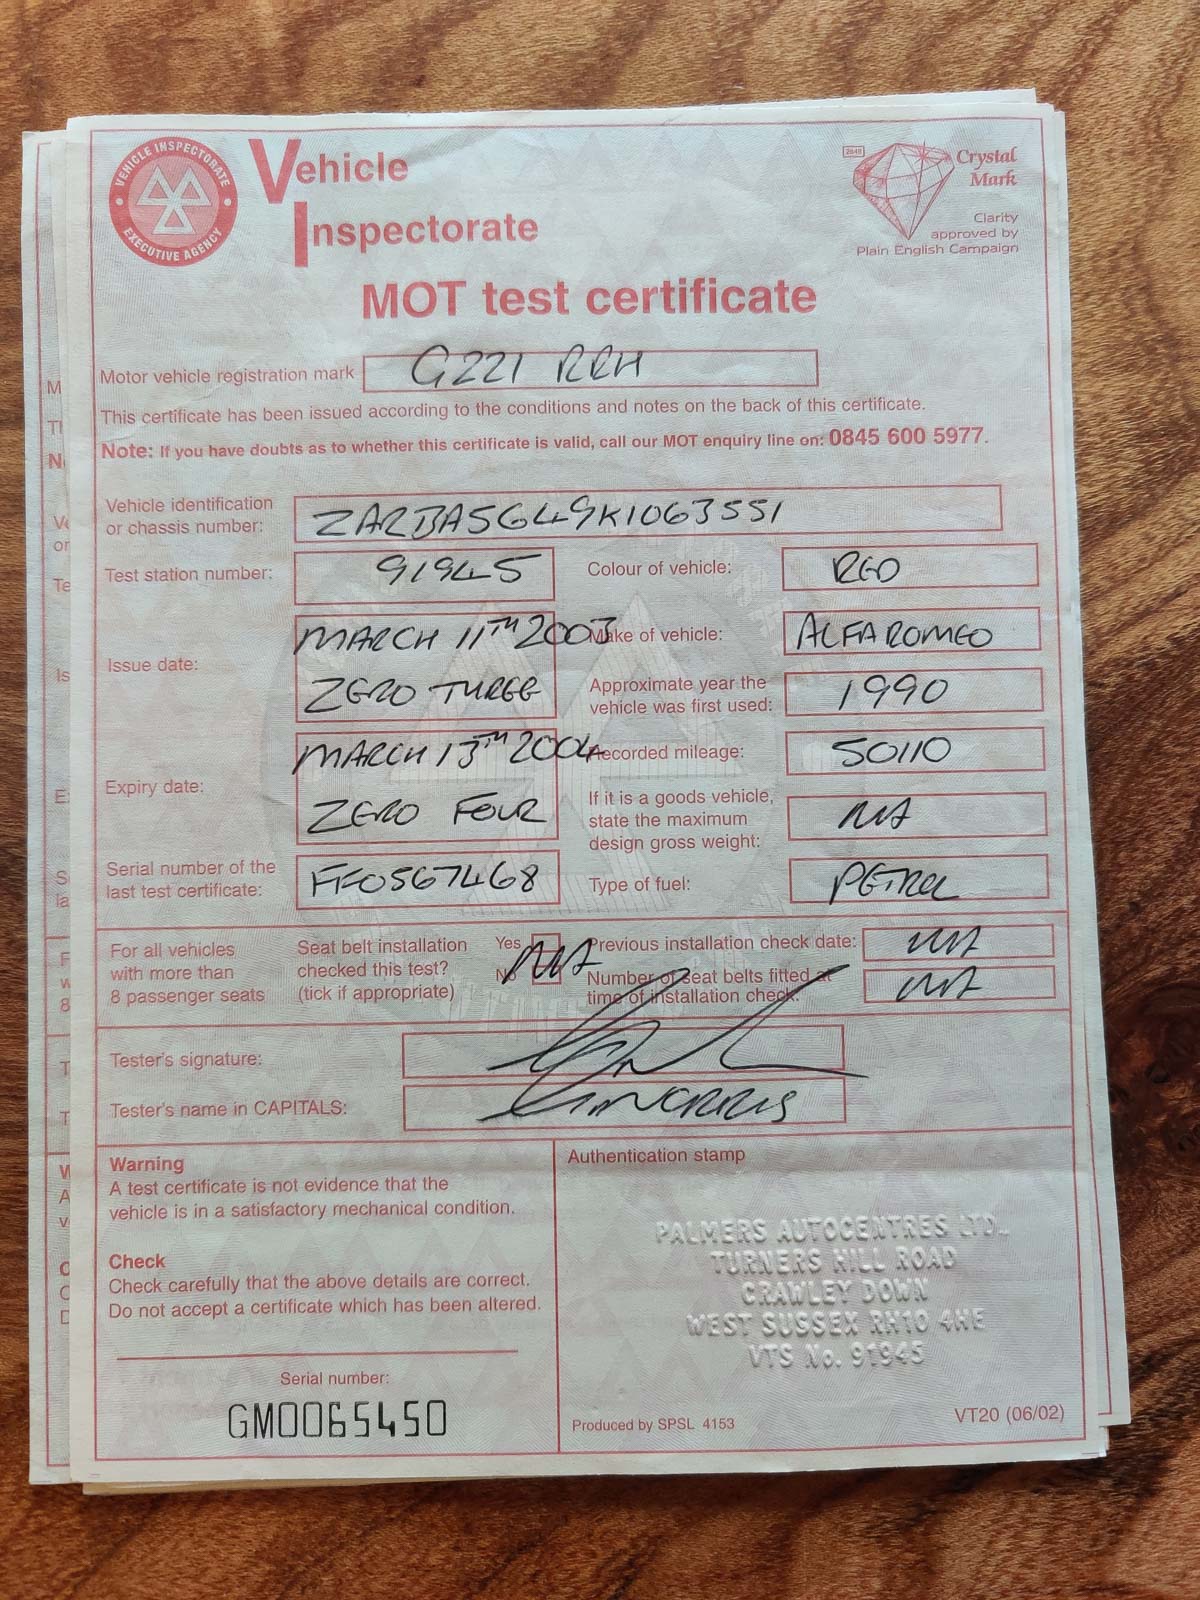 VEHICLE INSPECTORATE
EXECUTIVE AGENCY
Vehicle
Inspectorate
2848
Crystal
Mark
Clarity
approved by
Plain English Campaign
MOT test certificate
Motor vehicle registration mark G221 RRH
This certificate has been issued according to the conditions and notes on the back of this certificate.
Note: If you have doubts as to whether this certificate is valid, call our MOT enquiry line on: 0845 600 5977.
Vehicle identification
or chassis number: ZARBA5649K1063551
Test station number: 91945
Colour of vehicle: RED
Issue date: MARCH 11TH 2003
ZERO THREE
Make of vehicle: ALFA ROMEO
Approximate year the
vehicle was first used: 1990
Expiry date: MARCH 13TH 2004
ZERO FOUR
Recorded mileage: 50110
If it is a goods vehicle,
state the maximum
design gross weight: NA
Serial number of the
last test certificate: FF0567468
Type of fuel: PETROL
For all vehicles
with more than
8 passenger seats
Seat belt installation
checked this test?
(tick if appropriate)
Yes
No
NA
Previous installation check date: NA
Number of seat belts fitted at
time of installation check: NA
Tester's signature:
Tester's name in CAPITALS: NORRIS
Warning
A test certificate is not evidence that the
vehicle is in a satisfactory mechanical condition.
Check
Check carefully that the above details are correct.
Do not accept a certificate which has been altered.
Serial number:
GM0065450
Authentication stamp
PALMERS AUTOCENTRES LTD.
TURNERS HILL ROAD
CRAWLEY DOWN
WEST SUSSEX RH10 4HE
VTS No. 91945
Produced by SPSL 4153
VT20 (06/02)